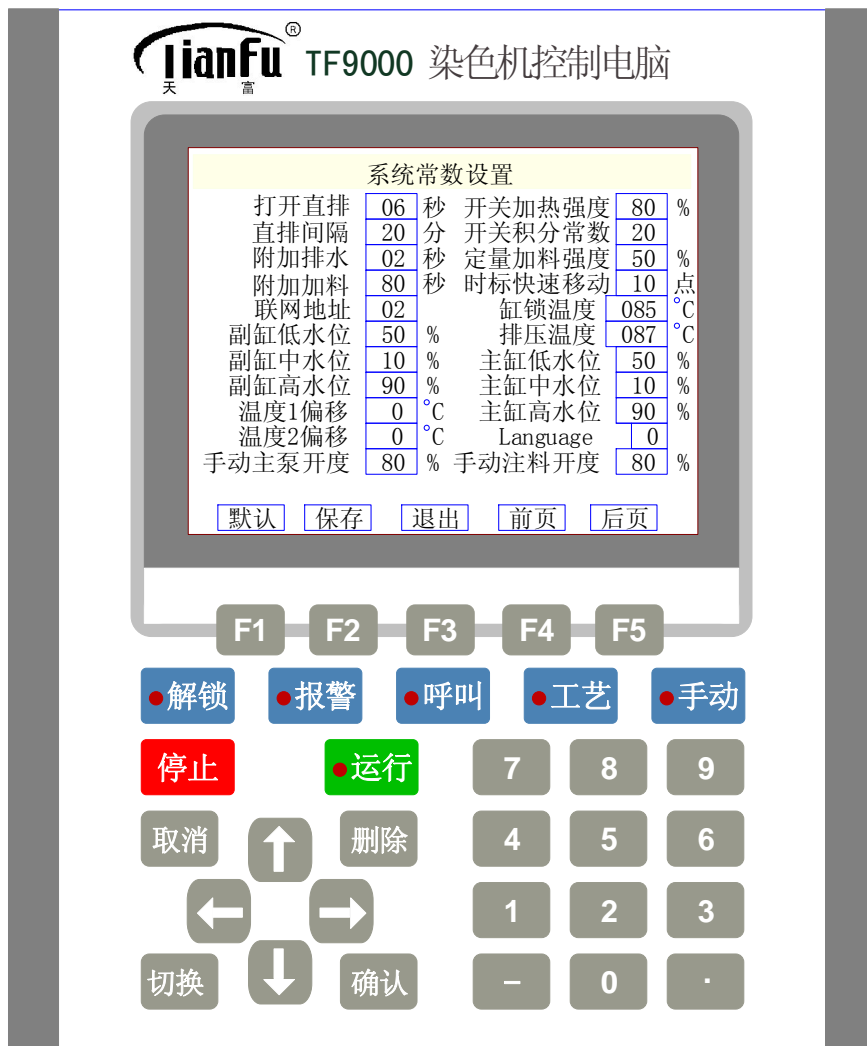 TianFu ® TF9000 染色机控制电脑
天 富
系统常数设置
打开直排 06 秒 开关加热强度 80 %
直排间隔 20 分 开关积分常数 20
附加排水 02 秒 定量加料强度 50 %
附加加料 80 秒 时标快速移动 10 点
联网地址 02 缸锁温度 085 °C
副缸低水位 50 % 排压温度 087 °C
副缸中水位 10 % 主缸低水位 50 %
副缸高水位 90 % 主缸中水位 10 %
温度1偏移 0 °C 主缸高水位 90 %
温度2偏移 0 °C Language 0
手动主泵开度 80 % 手动注料开度 80 %
默认 保存 退出 前页 后页
F1 F2 F3 F4 F5
解锁 报警 呼叫 工艺 手动
停止 运行 7 8 9
取消 删除 4 5 6
1 2 3
切换 确认 － 0 ·